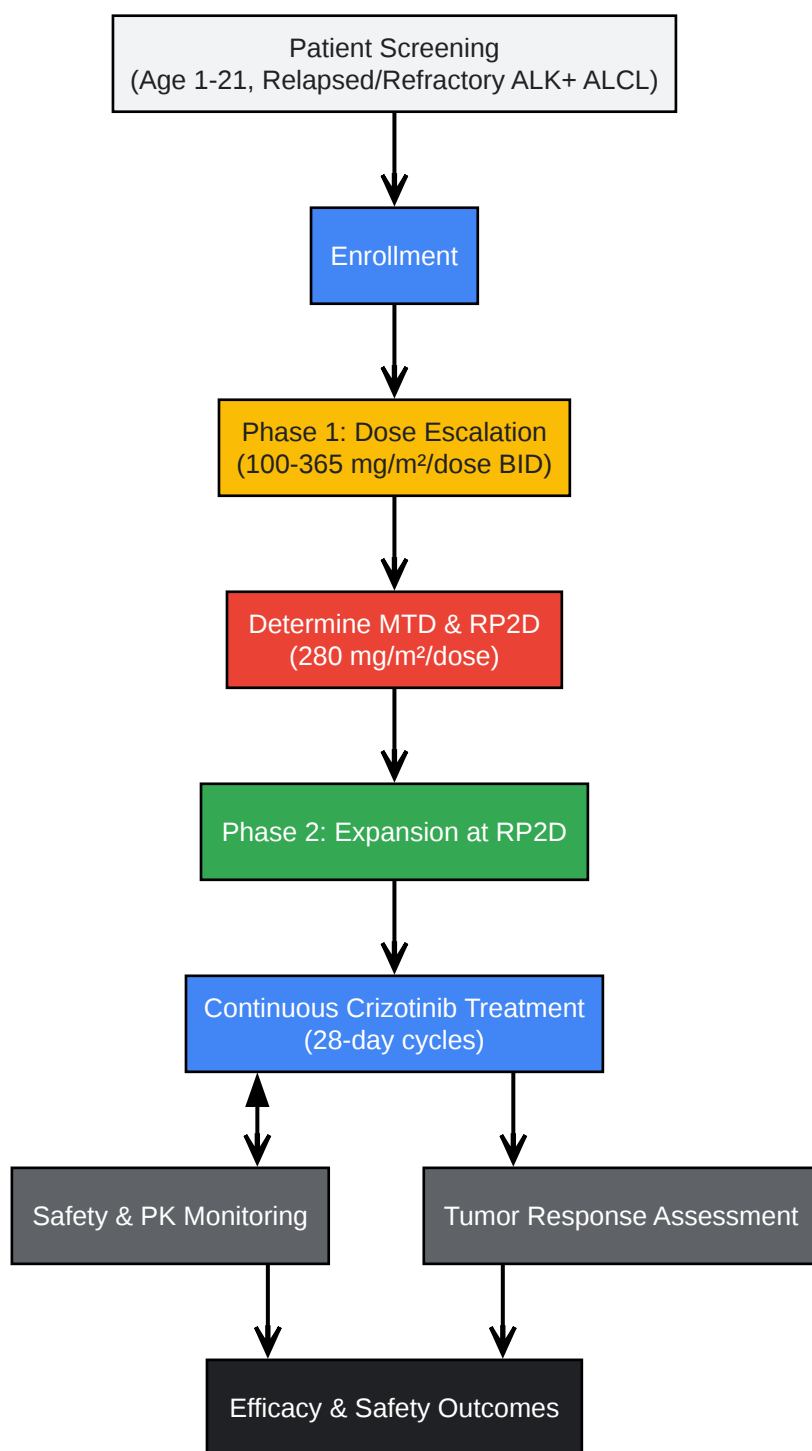 Patient Screening
(Age 1-21, Relapsed/Refractory ALK+ ALCL)
Enrollment
Phase 1: Dose Escalation
(100-365 mg/m²/dose BID)
Determine MTD & RP2D
(280 mg/m²/dose)
Phase 2: Expansion at RP2D
Continuous Crizotinib Treatment
(28-day cycles)
Safety & PK Monitoring
Tumor Response Assessment
Efficacy & Safety Outcomes